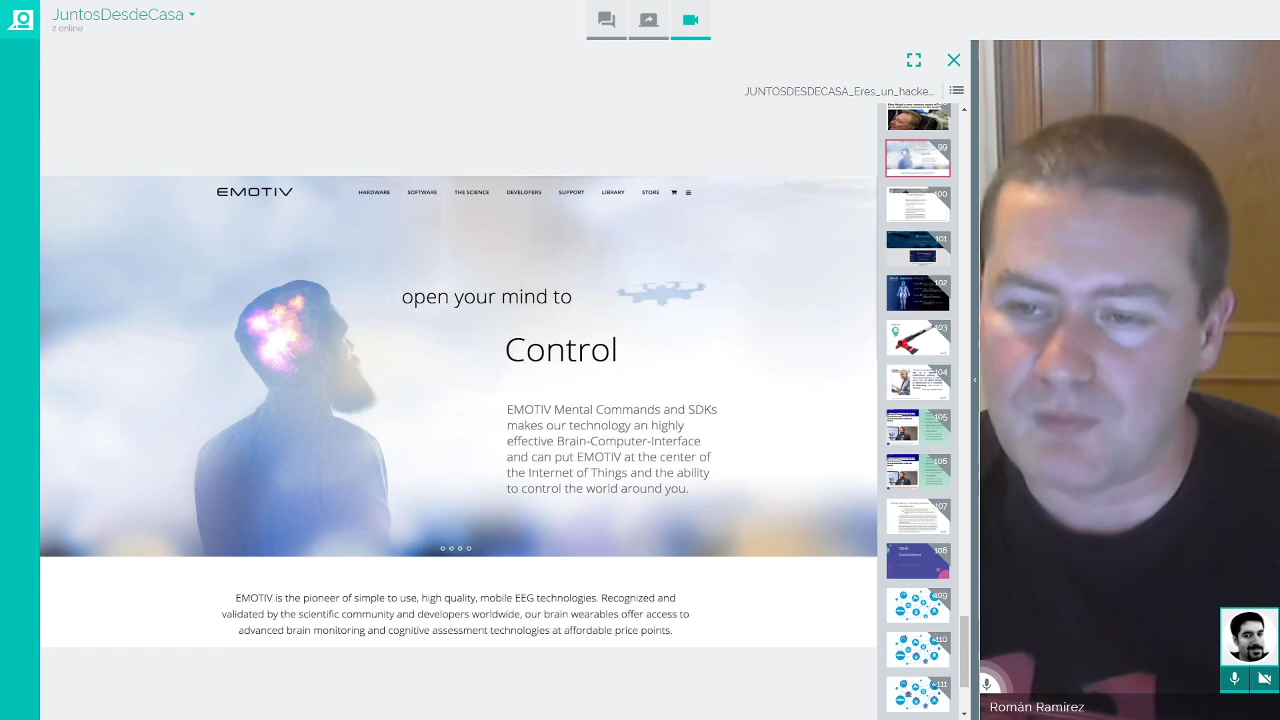 JuntosDesdeCasa
2 online
JUNTOSDESDECASA_Eres_un_hacke...
EMOTIV
HARDWARE SOFTWARE THE SCIENCE DEVELOPERS SUPPORT LIBRARY STORE
open your mind to
Control
EMOTIV Mental Commands and SDKs
makes our technology an highly
effective Brain-Computer-Interface
and can put EMOTIV at the center of
the Internet of Things and the ability
to control the world around you.
EMOTIV is the pioneer of simple to use, high quality, mobile EEG technologies. Recognized and
validated by the scientific community and developers worldwide, our brain wearables offer access to
advanced brain monitoring and cognitive assessment technologies at affordable price points.
99
100
101
102
103
104
105
106
107
108
109
110
111
Román Ramírez